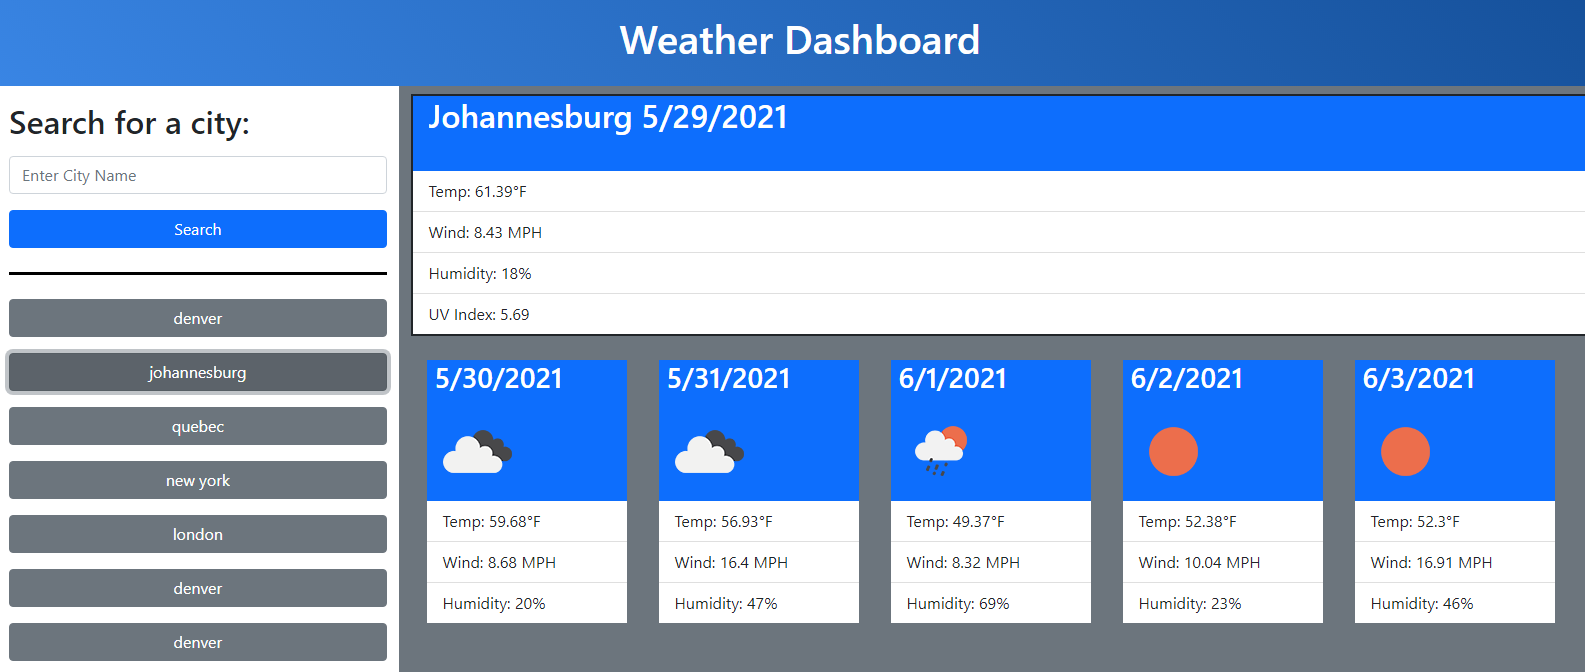 Weather Dashboard
Search for a city:
Enter City Name
Search
denver
johannesburg
quebec
new york
london
denver
denver
Johannesburg 5/29/2021
Temp: 61.39°F
Wind: 8.43 MPH
Humidity: 18%
UV Index: 5.69
5/30/2021
Temp: 59.68°F
Wind: 8.68 MPH
Humidity: 20%
5/31/2021
Temp: 56.93°F
Wind: 16.4 MPH
Humidity: 47%
6/1/2021
Temp: 49.37°F
Wind: 8.32 MPH
Humidity: 69%
6/2/2021
Temp: 52.38°F
Wind: 10.04 MPH
Humidity: 23%
6/3/2021
Temp: 52.3°F
Wind: 16.91 MPH
Humidity: 46%